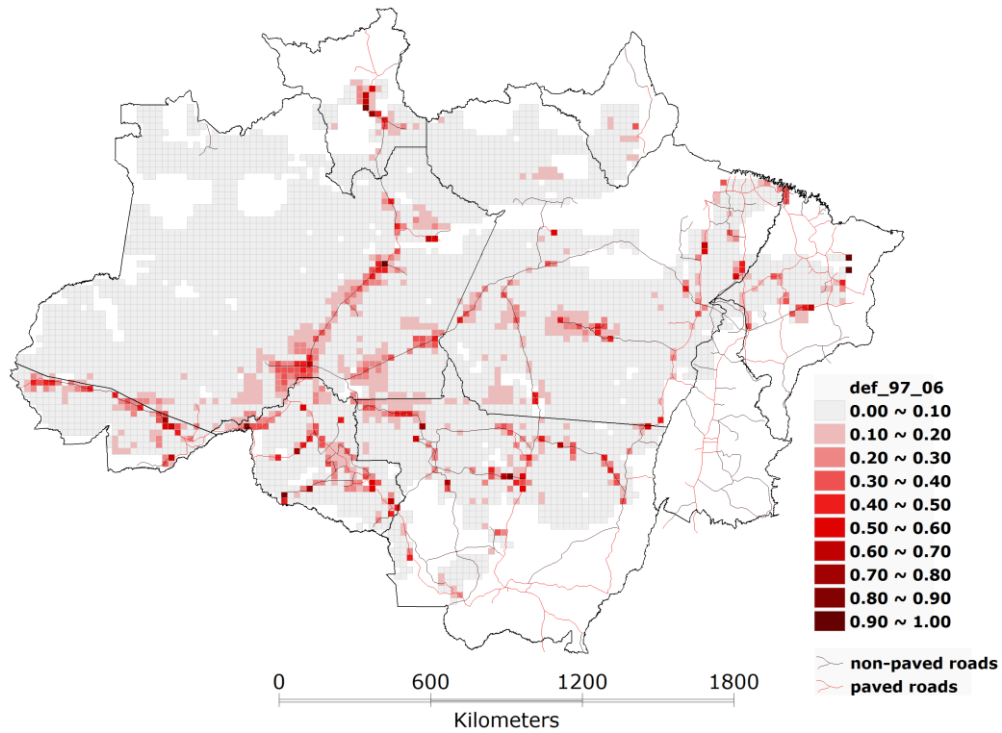 def_97_06
0.00 ~ 0.10
0.10 ~ 0.20
0.20 ~ 0.30
0.30 ~ 0.40
0.40 ~ 0.50
0.50 ~ 0.60
0.60 ~ 0.70
0.70 ~ 0.80
0.80 ~ 0.90
0.90 ~ 1.00
non-paved roads
paved roads
0 600 1200 1800
Kilometers